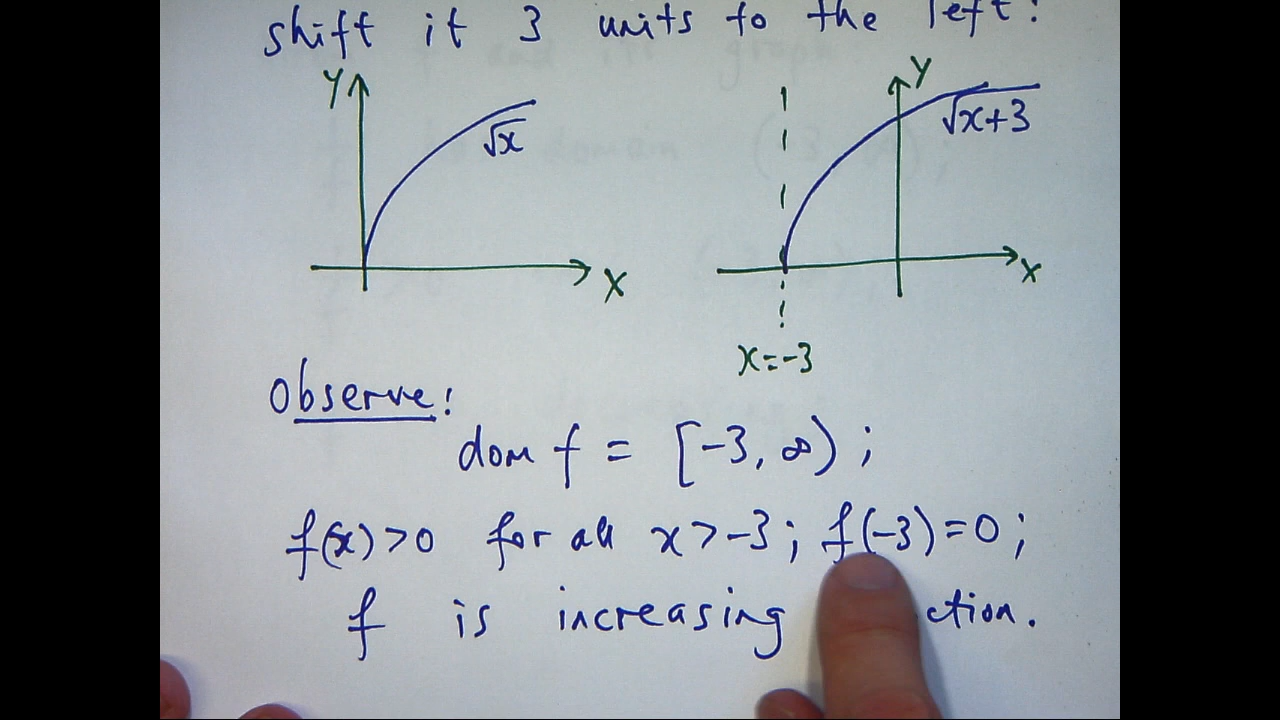 shift it 3 units to the left:
y y
√x √x+3
x x
x=-3
Observe:
dom f = [-3, ∞) ;
f(x) > 0 for all x > -3 ; f(-3) = 0 ;
f is increasing ction.